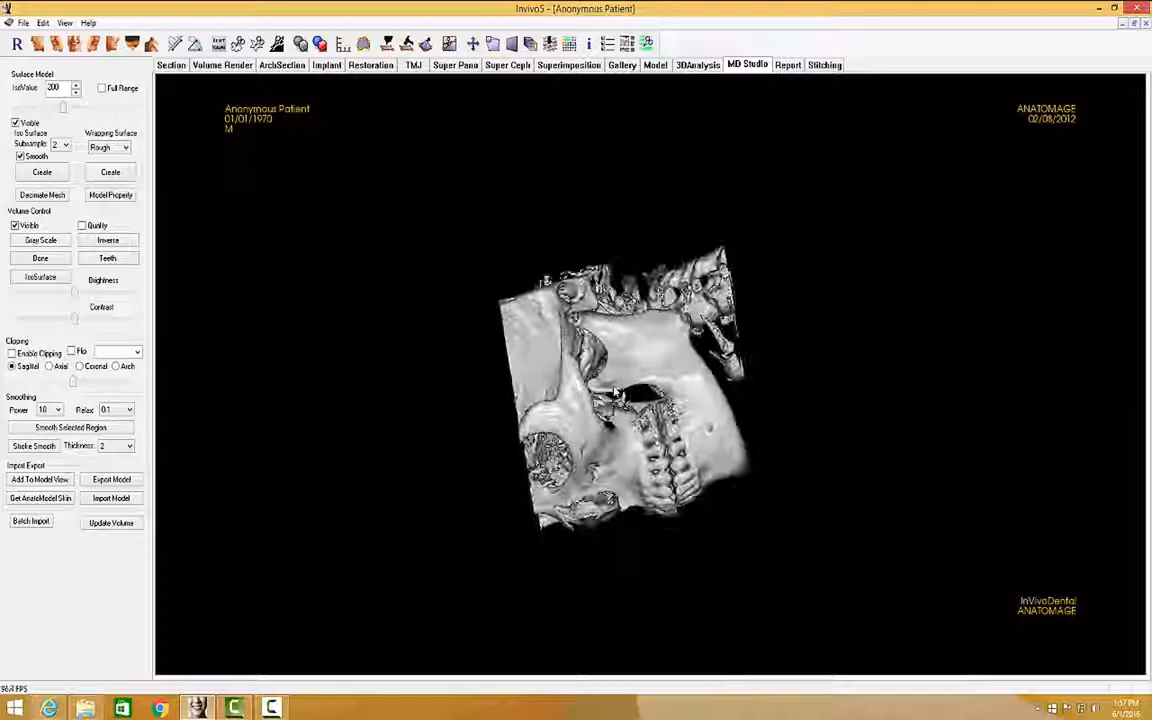 Invivo5 - [Anonymous Patient]
File Edit View Help
Section Volume Render ArchSection Implant Restoration TMJ Super Pano Super Ceph Superimposition Gallery Model 3DAnalysis MD Studio Report Stitching
Surface Model
IsoValue 200 Full Range
Visible
Iso Surface Wrapping Surface
Subsample: 2 Rough
Smooth
Create Create
Decimate Mesh Model Property
Volume Control
Visible Quality
Gray Scale Inverse
Bone Teeth
IsoSurface Brightness
Contrast
Clipping
Enable Clipping Flip
Sagittal Axial Coronal Arch
Smoothing
Power 10 Relax: 0.1
Smooth Selected Region
Stroke Smooth Thickness: 2
Import Export
Add To Model View Export Model
Get AnatoModel Skin Import Model
Batch Import Update Volume
Anonymous Patient
01/01/1970
M
ANATOMAGE
02/08/2012
InVivoDental
ANATOMAGE
1:57 PM